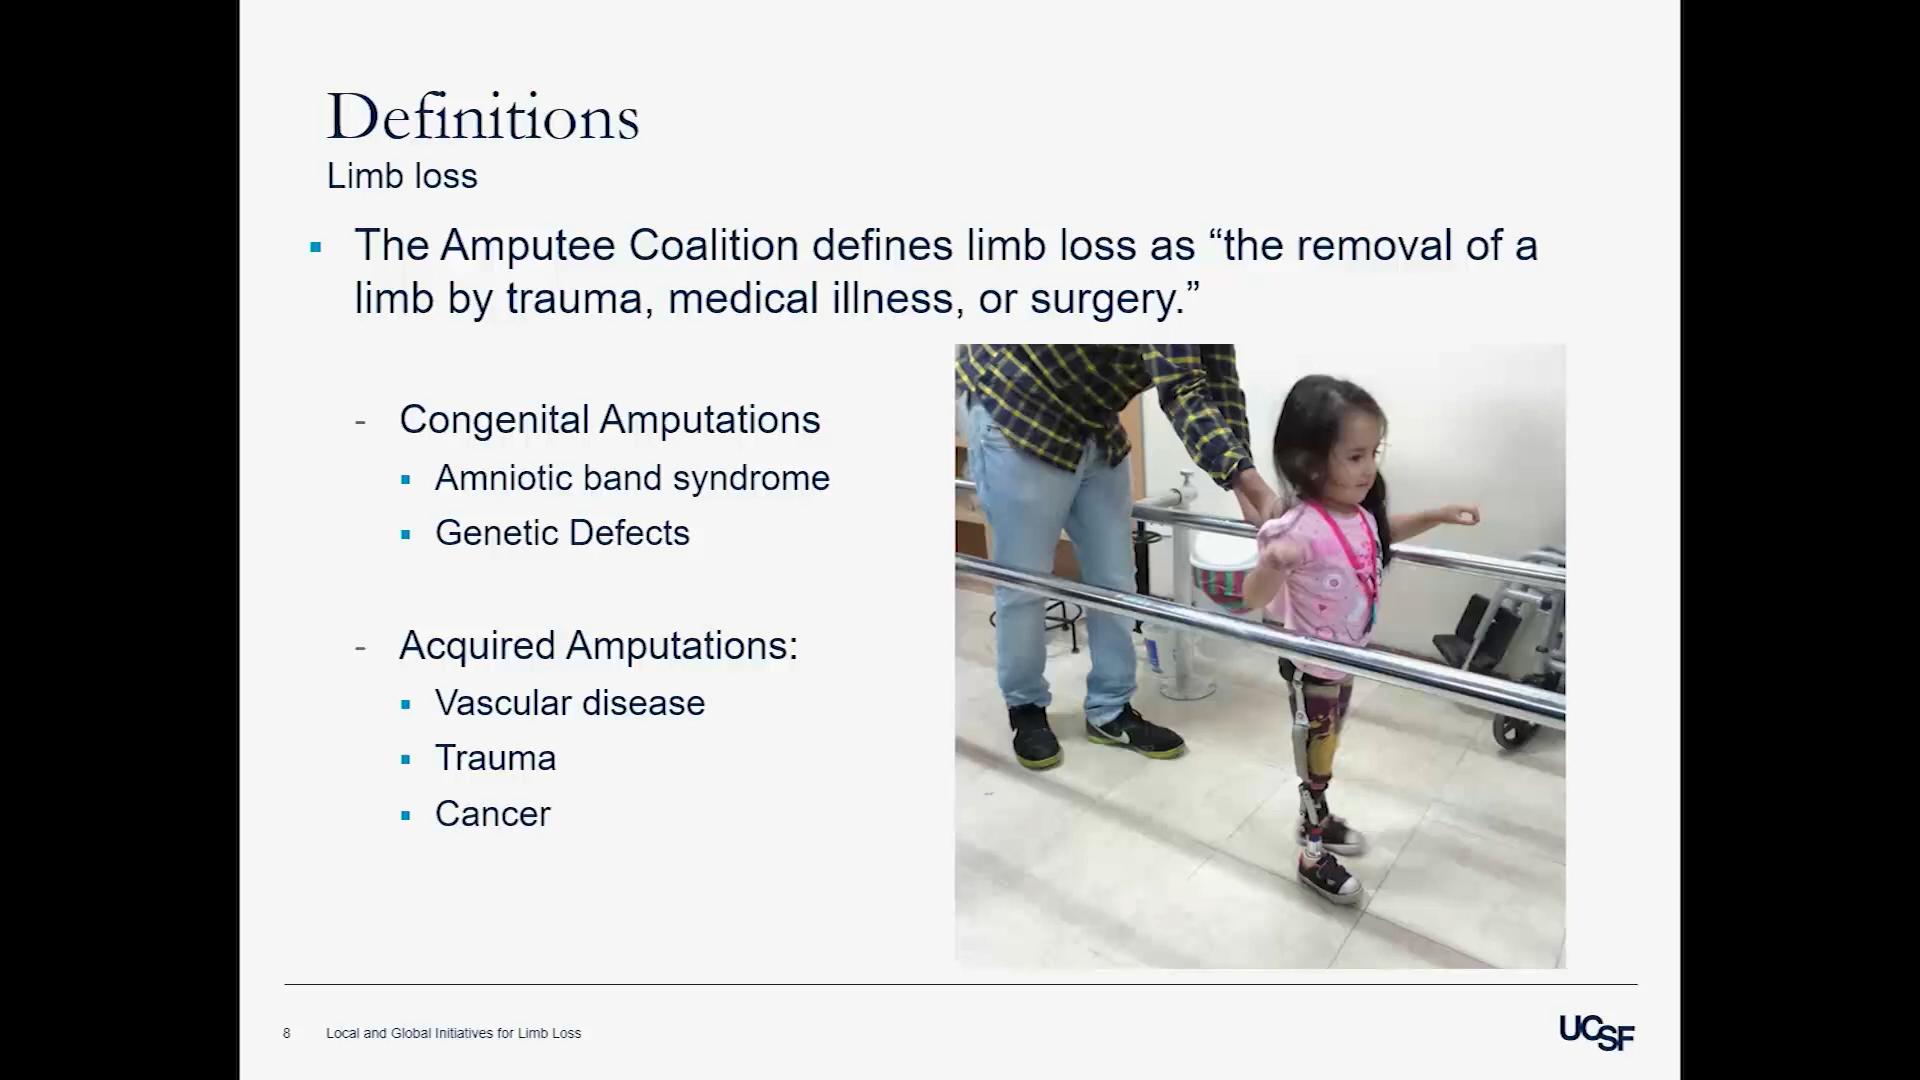 Definitions
Limb loss
▪ The Amputee Coalition defines limb loss as “the removal of a
limb by trauma, medical illness, or surgery.”
- Congenital Amputations
▪ Amniotic band syndrome
▪ Genetic Defects
- Acquired Amputations:
▪ Vascular disease
▪ Trauma
▪ Cancer
8 Local and Global Initiatives for Limb Loss
UCSF